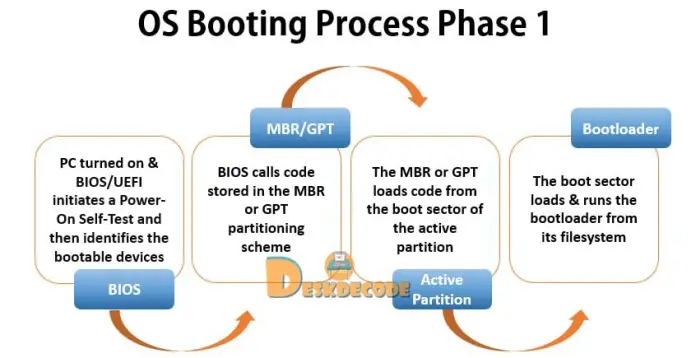 OS Booting Process Phase 1
MBR/GPT
Bootloader
PC turned on &
BIOS/UEFI
initiates a Power-
On Self-Test and
then identifies the
bootable devices
BIOS calls code
stored in the MBR
or GPT
partitioning
scheme
The MBR or GPT
loads code from
the boot sector of
the active
partition
The boot sector
loads & runs the
bootloader from
its filesystem
BIOS
DESKDECODE
Active
Partition